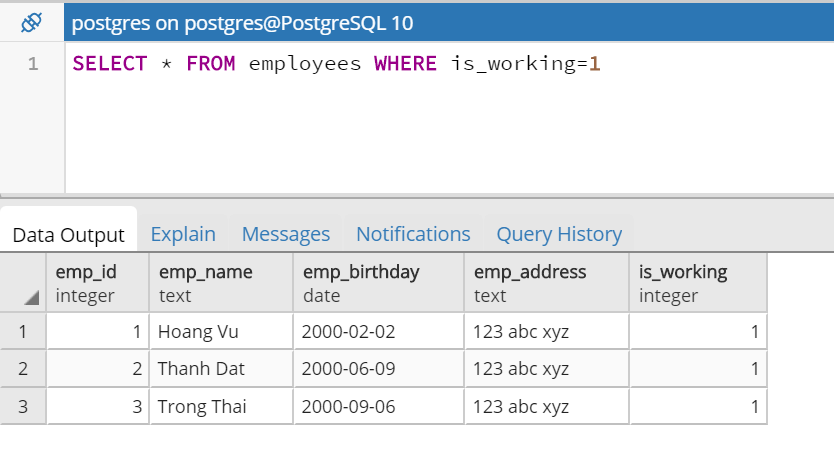 postgres on postgres@PostgreSQL 10
1 SELECT * FROM employees WHERE is_working=1
Data Output Explain Messages Notifications Query History
emp_id emp_name emp_birthday emp_address is_working
integer text date text integer
1 1 Hoang Vu 2000-02-02 123 abc xyz 1
2 2 Thanh Dat 2000-06-09 123 abc xyz 1
3 3 Trong Thai 2000-09-06 123 abc xyz 1